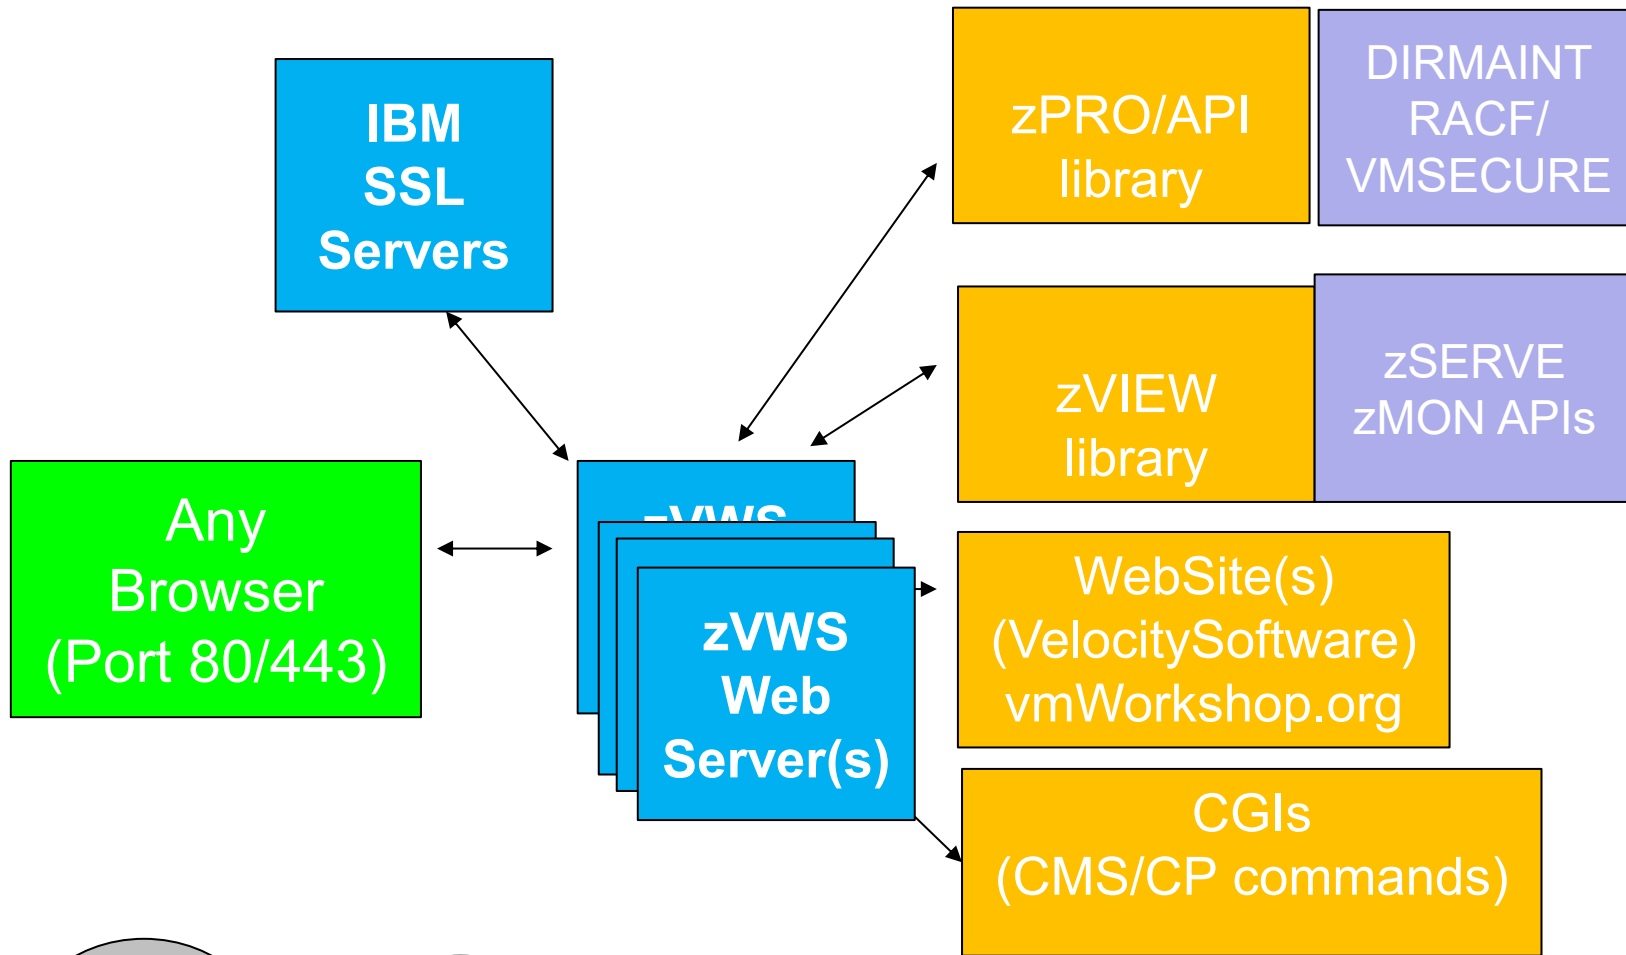 IBM
SSL
Servers
zPRO/API
library
DIRMAINT
RACF/
VMSECURE
zVIEW
library
zSERVE
zMON APIs
Any
Browser
(Port 80/443)
zVWS
zVWS
Web
Server(s)
WebSite(s)
(VelocitySoftware)
vmWorkshop.org
CGIs
(CMS/CP commands)